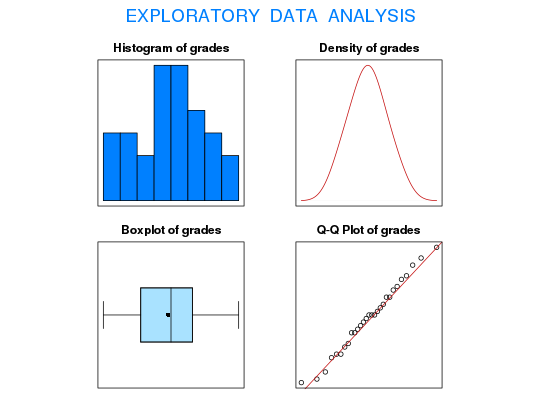 EXPLORATORY DATA ANALYSIS
Histogram of grades
Density of grades
Boxplot of grades
Q-Q Plot of grades